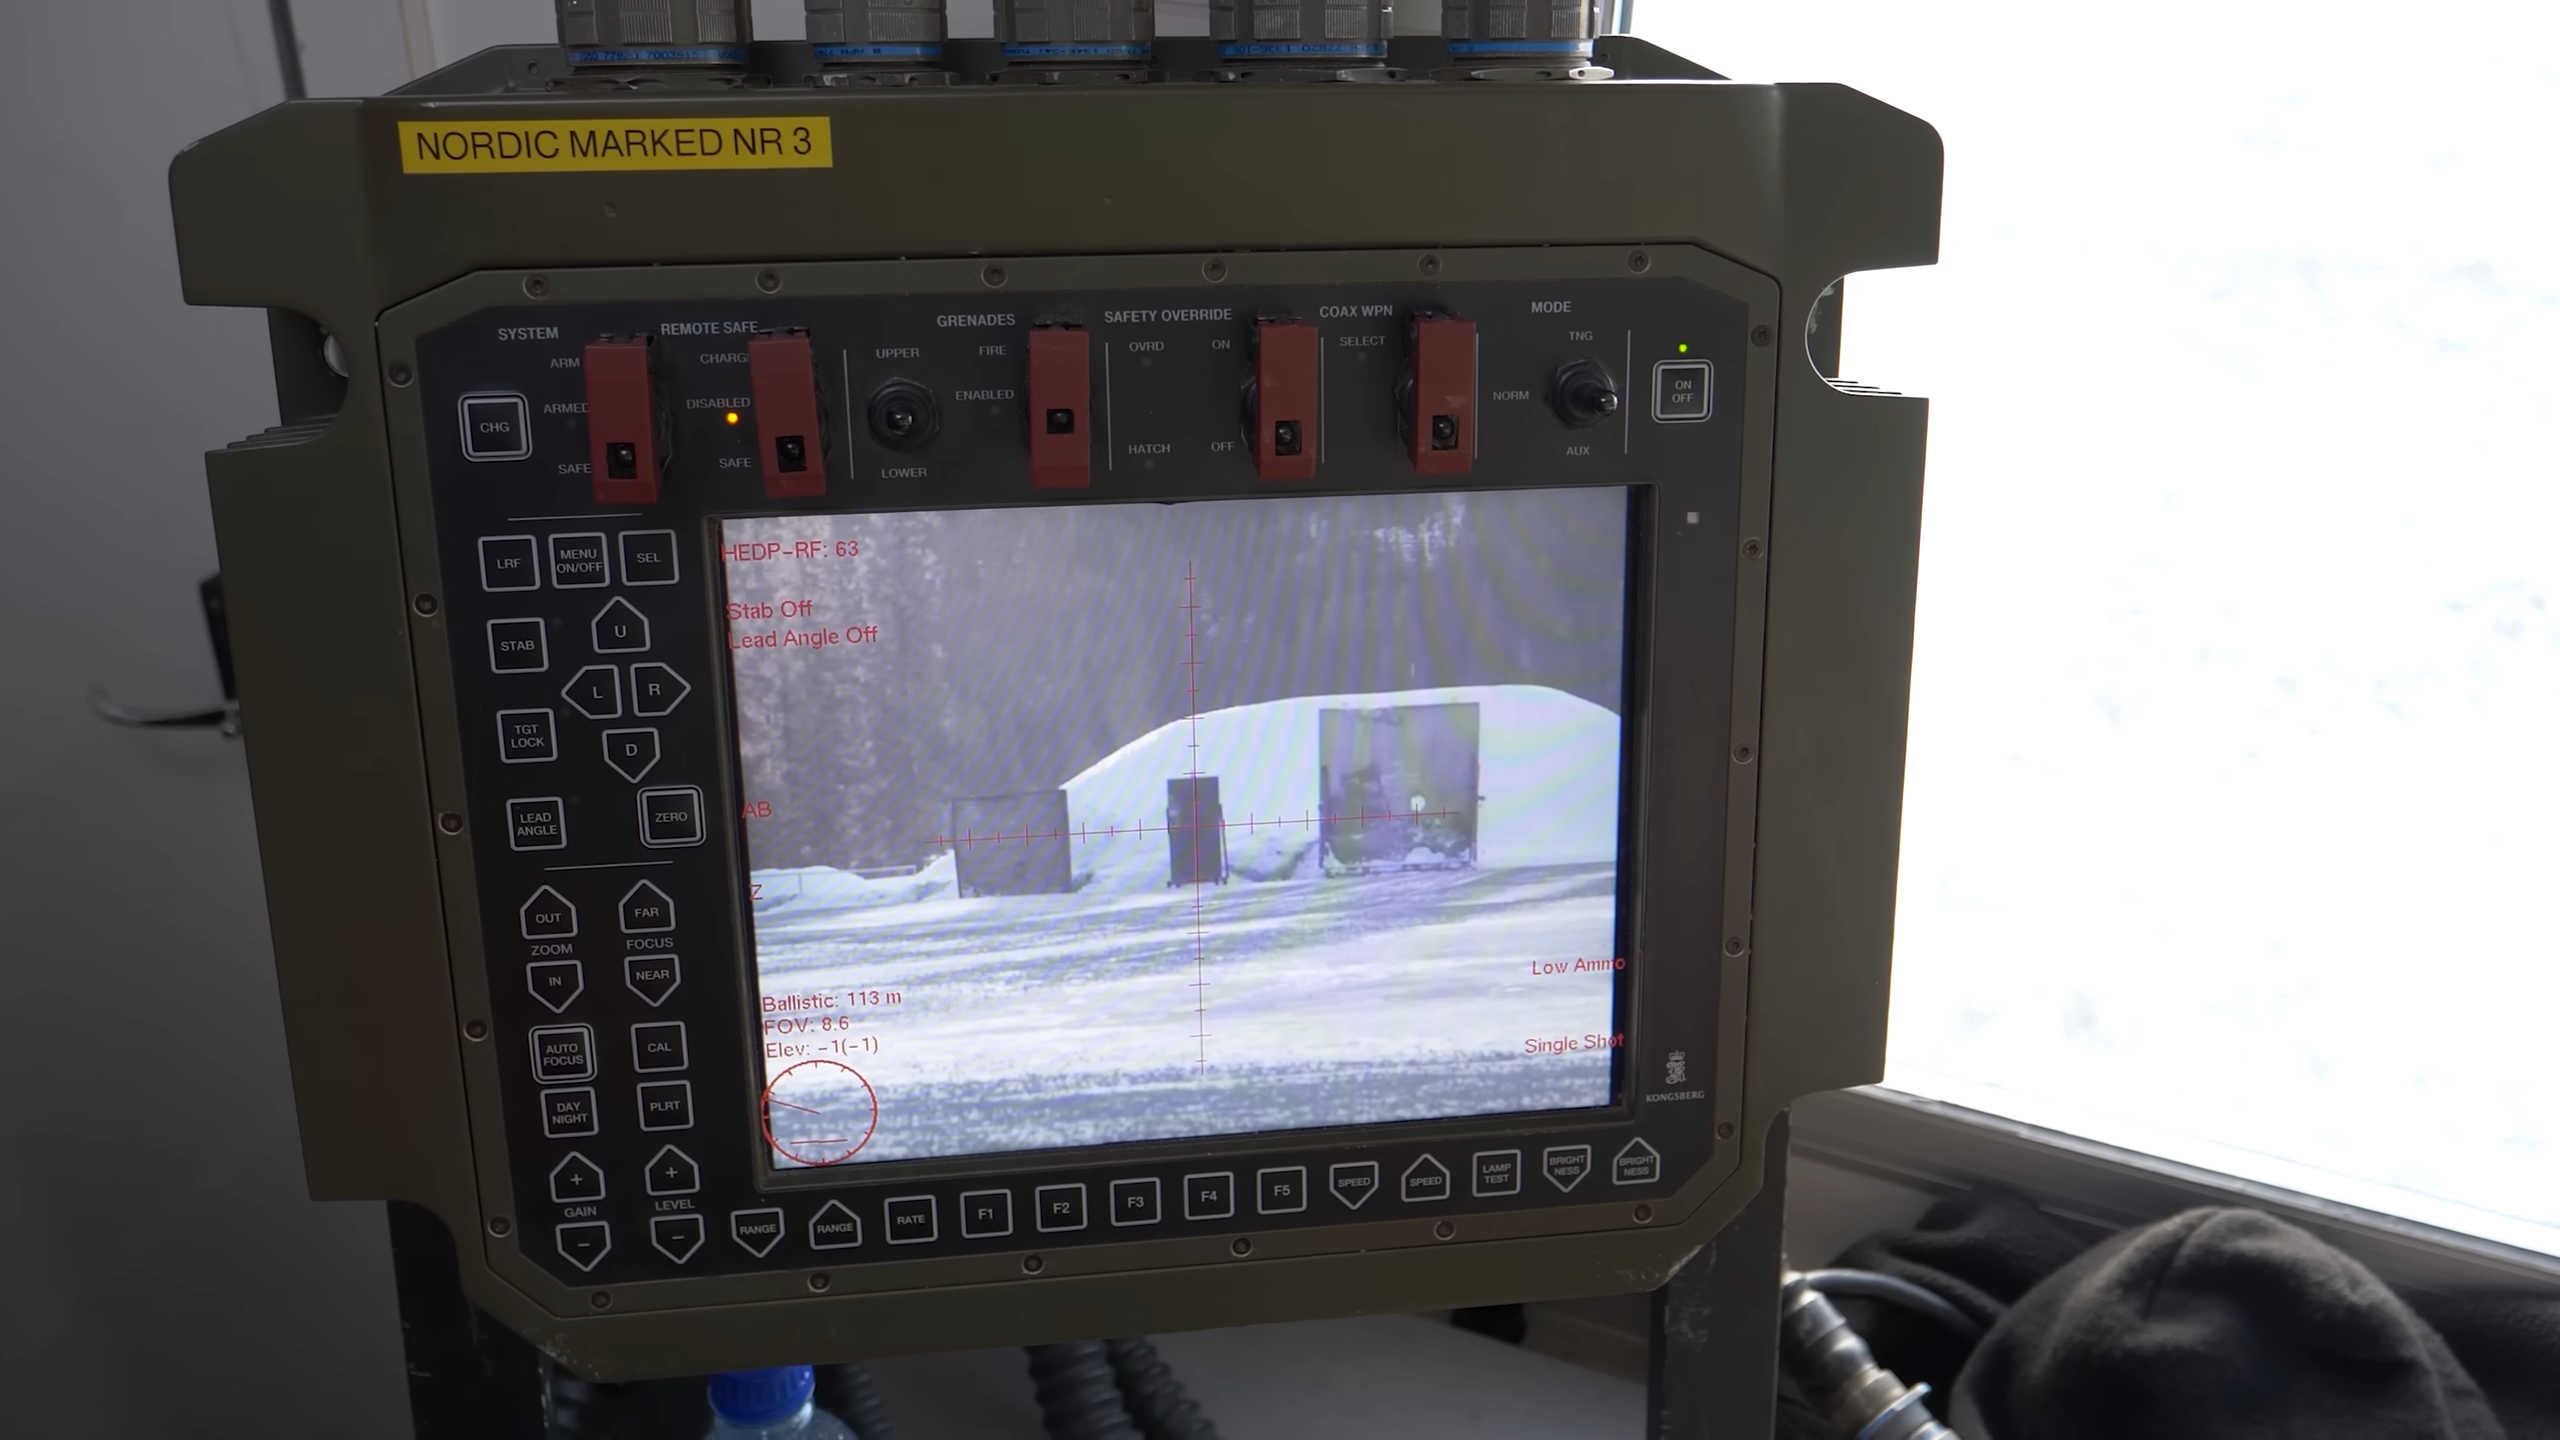 NORDIC MARKED NR 3
SYSTEM
REMOTE SAFE
GRENADES
SAFETY OVERRIDE
COAX WPN
MODE
ARM
UPPER
FIRE
OVRD
ON
SELECT
TNG
CHG
ARMED
DISABLED
ENABLED
NORM
ON
OFF
SAFE
SAFE
LOWER
HATCH
OFF
AUX
LRF
MENU
ON/OFF
SEL
STAB
U
L
R
TGT
LOCK
D
LEAD
ANGLE
ZERO
OUT
FAR
ZOOM
FOCUS
IN
NEAR
AUTO
FOCUS
CAL
DAY
NIGHT
PLRT
+
+
GAIN
LEVEL
-
-
HEDP-RF: 63
Stab Off
Lead Angle Off
AB
Z
Low Ammo
Ballistic: 113 m
FOV: 8.6
Elev: -1(-1)
Single Shot
KONGSBERG
RANGE
RANGE
RATE
F1
F2
F3
F4
F5
SPEED
SPEED
LAMP
TEST
BRIGHT
NESS
BRIGHT
NESS